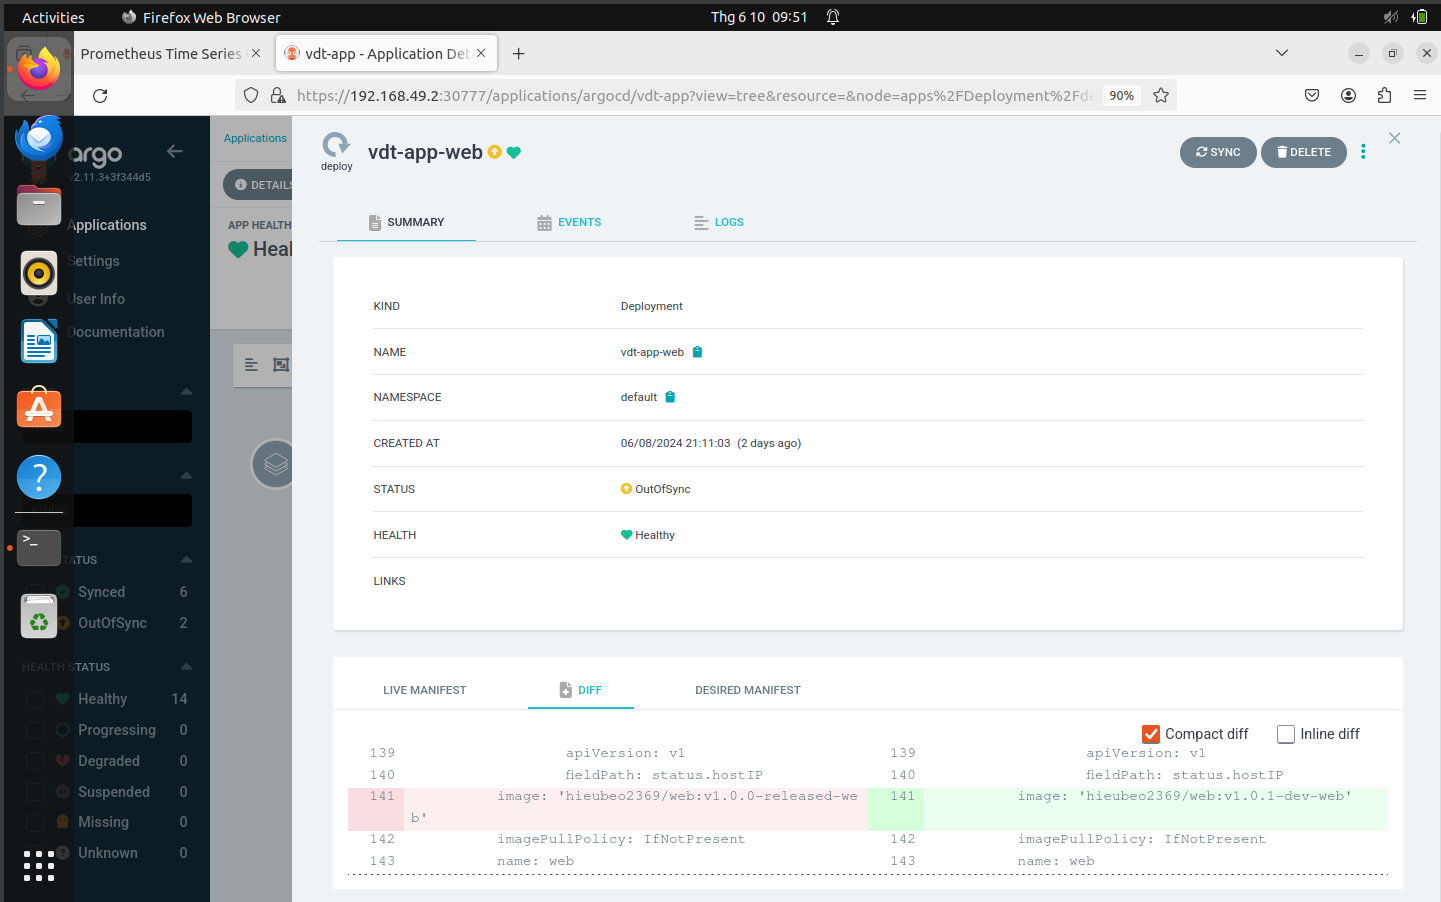 Activities
Firefox Web Browser
Thg 6 10 09:51
Prometheus Time Series
vdt-app - Application Det
https://192.168.49.2:30777/applications/argocd/vdt-app?view=tree&resource=&node=apps%2FDeployment%2Fde
90%
argo
v2.11.3+3f344d5
Applications
Settings
User Info
Documentation
STATUS
Synced 6
OutOfSync 2
HEALTH STATUS
Healthy 14
Progressing 0
Degraded 0
Suspended 0
Missing 0
Unknown 0
Applications
DETAILS
APP HEALTH
Heal
deploy
vdt-app-web
SYNC
DELETE
SUMMARY
EVENTS
LOGS
KIND Deployment
NAME vdt-app-web
NAMESPACE default
CREATED AT 06/08/2024 21:11:03 (2 days ago)
STATUS OutOfSync
HEALTH Healthy
LINKS
LIVE MANIFEST
DIFF
DESIRED MANIFEST
Compact diff
Inline diff
139 apiVersion: v1 139 apiVersion: v1
140 fieldPath: status.hostIP 140 fieldPath: status.hostIP
141 image: 'hieubeo2369/web:v1.0.0-released-we 141 image: 'hieubeo2369/web:v1.0.1-dev-web'
b'
142 imagePullPolicy: IfNotPresent 142 imagePullPolicy: IfNotPresent
143 name: web 143 name: web